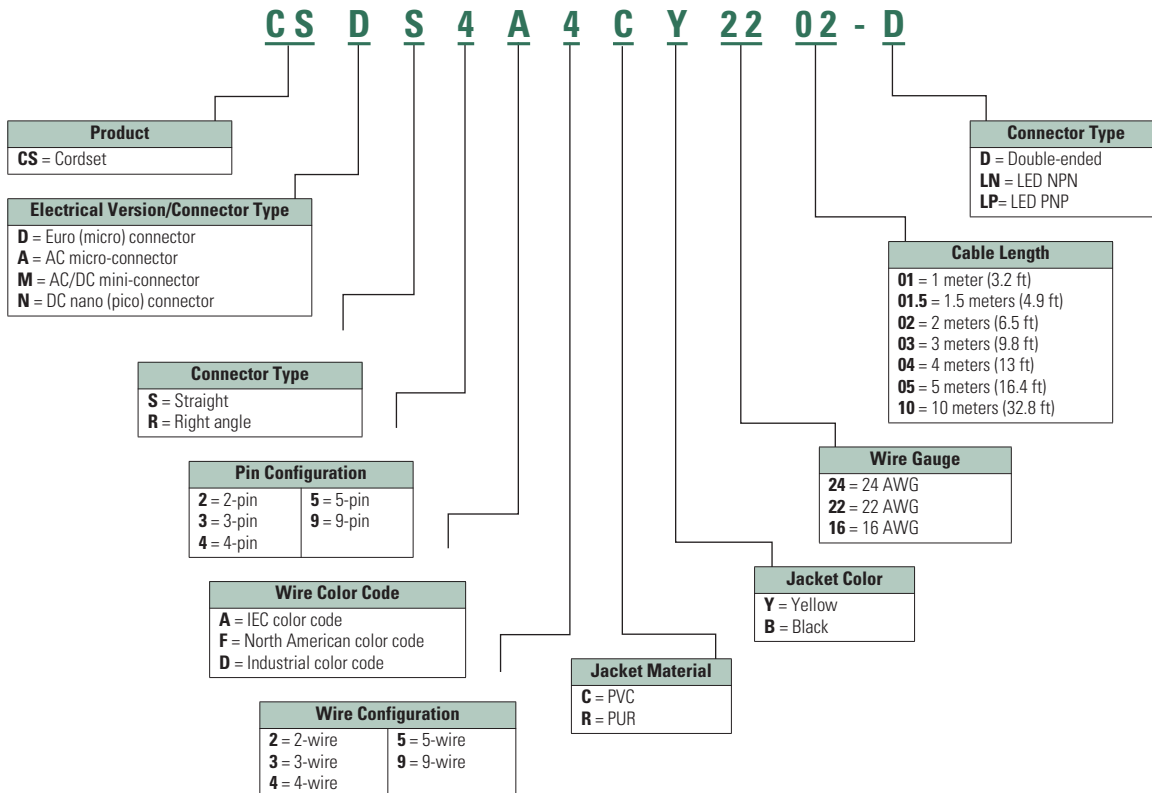 CS D S 4 A 4 C Y 22 02 - D
Product
CS = Cordset
Electrical Version/Connector Type
D = Euro (micro) connector
A = AC micro-connector
M = AC/DC mini-connector
N = DC nano (pico) connector
Connector Type
S = Straight
R = Right angle
Pin Configuration
2 = 2-pin
3 = 3-pin
4 = 4-pin
5 = 5-pin
9 = 9-pin
Wire Color Code
A = IEC color code
F = North American color code
D = Industrial color code
Wire Configuration
2 = 2-wire
3 = 3-wire
4 = 4-wire
5 = 5-wire
9 = 9-wire
Jacket Material
C = PVC
R = PUR
Jacket Color
Y = Yellow
B = Black
Wire Gauge
24 = 24 AWG
22 = 22 AWG
16 = 16 AWG
Cable Length
01 = 1 meter (3.2 ft)
01.5 = 1.5 meters (4.9 ft)
02 = 2 meters (6.5 ft)
03 = 3 meters (9.8 ft)
04 = 4 meters (13 ft)
05 = 5 meters (16.4 ft)
10 = 10 meters (32.8 ft)
Connector Type
D = Double-ended
LN = LED NPN
LP= LED PNP